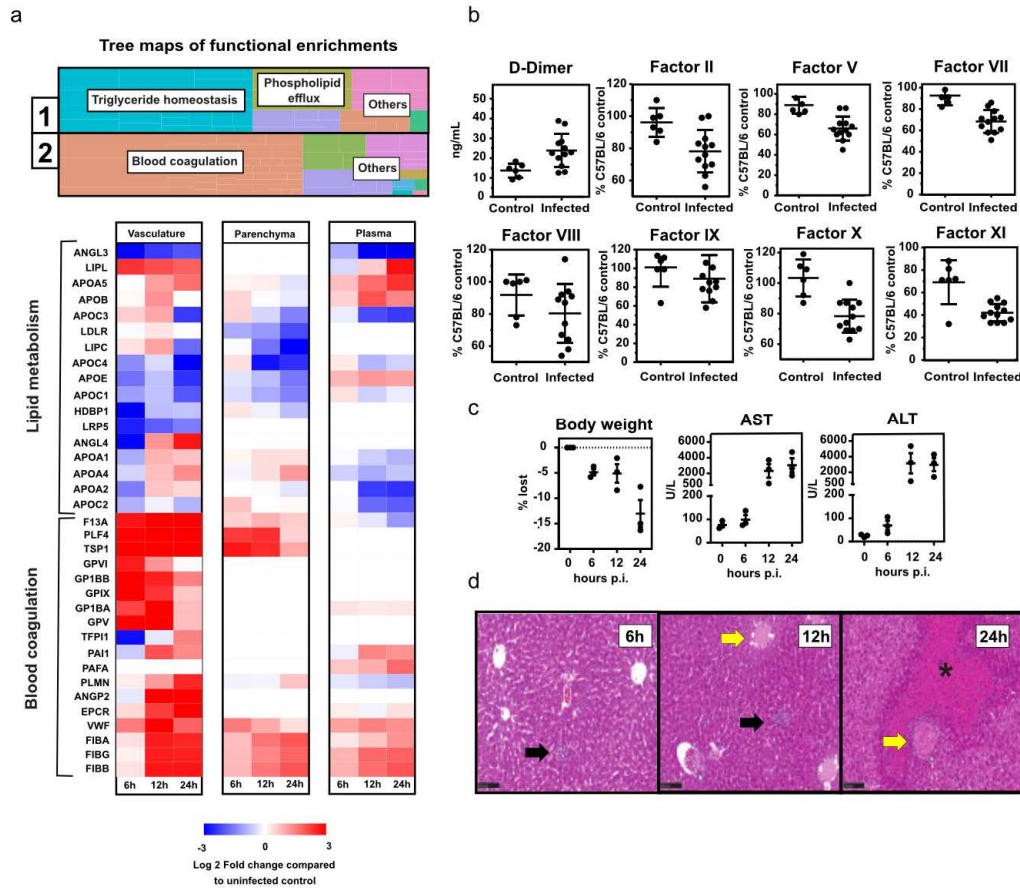 a
Tree maps of functional enrichments
1
Triglyceride homeostasis
Phospholipid
efflux
Others
2
Blood coagulation
Others
Vasculature
Parenchyma
Plasma
Lipid metabolism
ANGL3
LIPL
APOA5
APOB
APOC3
LDLR
LIPC
APOC4
APOE
APOC1
HDBP1
LRP5
ANGL4
APOA1
APOA4
APOA2
APOC2
Blood coagulation
F13A
PLF4
TSP1
GPVI
GP1BB
GPIX
GP1BA
GPV
TFPI1
PAI1
PAFA
PLMN
ANGP2
EPCR
VWF
FIBA
FIBG
FIBB
6h 12h 24h
6h 12h 24h
6h 12h 24h
-3 0 3
Log 2 Fold change compared
to uninfected control
b
D-Dimer
ng/mL
50
40
30
20
10
0
Control Infected
Factor II
% C57BL/6 control
120
100
80
60
Control Infected
Factor V
% C57BL/6 control
120
100
80
60
40
20
0
Control Infected
Factor VII
% C57BL/6 control
100
80
60
40
20
0
Control Infected
Factor VIII
% C57BL/6 control
120
100
80
60
Control Infected
Factor IX
% C57BL/6 control
120
100
80
60
40
20
0
Control Infected
Factor X
% C57BL/6 control
120
100
80
60
Control Infected
Factor XI
% C57BL/6 control
100
80
60
40
20
0
Control Infected
c
Body weight
% lost
0
-5
-10
-15
-20
0 6 12 24
hours p.i.
AST
U/L
6000
4000
2000
500
200
100
0
0 6 12 24
hours p.i.
ALT
U/L
6000
4000
2000
500
200
100
0
0 6 12 24
hours p.i.
d
6h
12h
24h
*